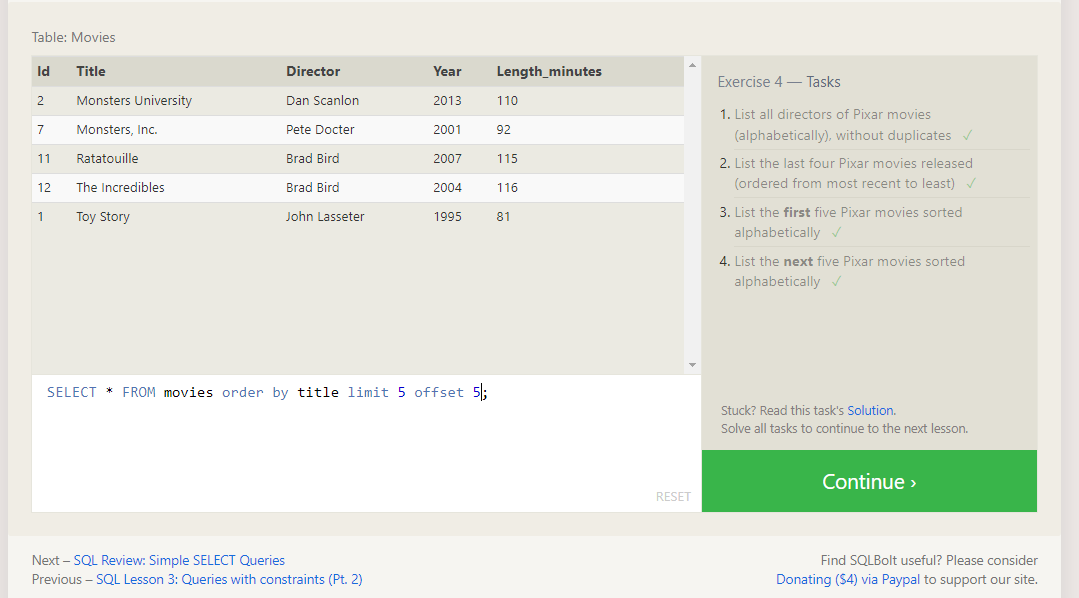 Table: Movies
Id Title Director Year Length_minutes
2 Monsters University Dan Scanlon 2013 110
7 Monsters, Inc. Pete Docter 2001 92
11 Ratatouille Brad Bird 2007 115
12 The Incredibles Brad Bird 2004 116
1 Toy Story John Lasseter 1995 81
SELECT * FROM movies order by title limit 5 offset 5;
RESET
Exercise 4 — Tasks
1. List all directors of Pixar movies
(alphabetically), without duplicates ✓
2. List the last four Pixar movies released
(ordered from most recent to least) ✓
3. List the first five Pixar movies sorted
alphabetically ✓
4. List the next five Pixar movies sorted
alphabetically ✓
Stuck? Read this task's Solution.
Solve all tasks to continue to the next lesson.
Continue ›
Next – SQL Review: Simple SELECT Queries
Previous – SQL Lesson 3: Queries with constraints (Pt. 2)
Find SQLBolt useful? Please consider
Donating ($4) via Paypal to support our site.